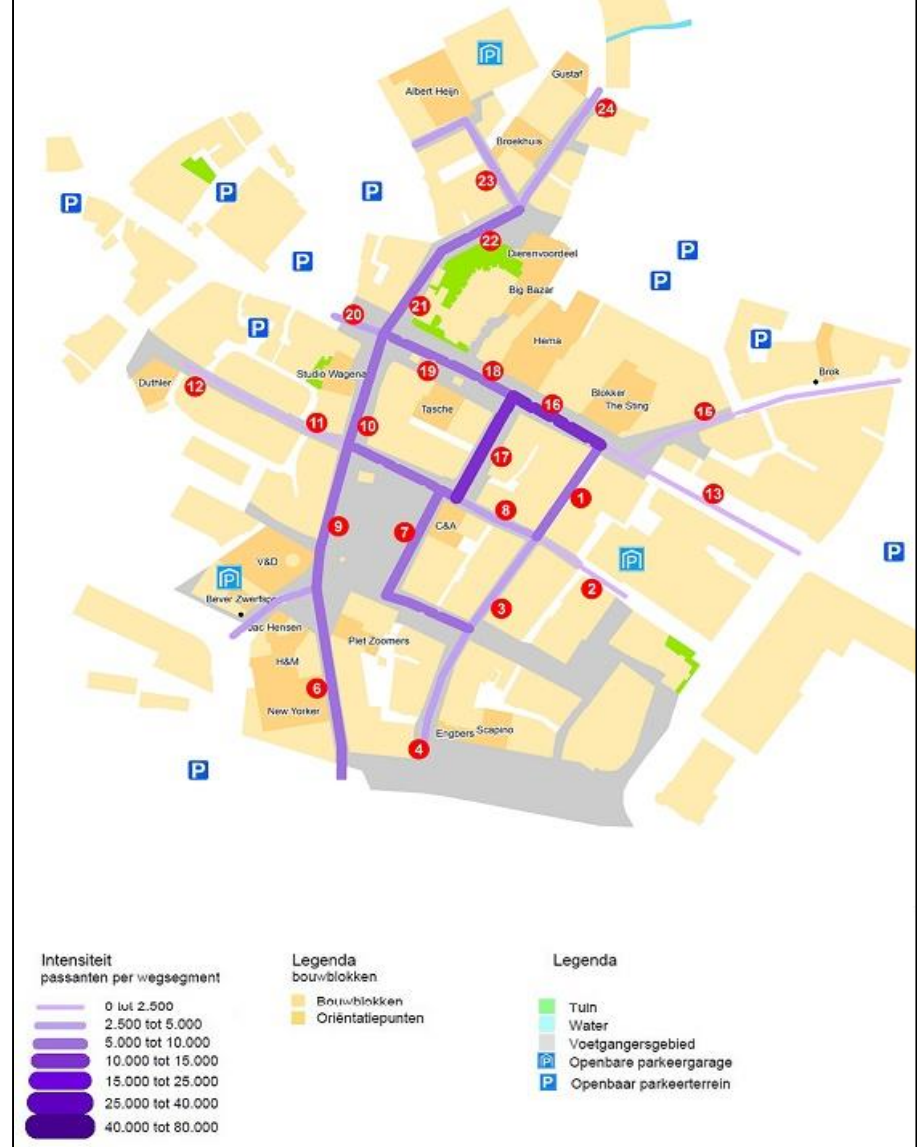 P
Gustaf
Albert Heijn
24
Broekhuis
23
P
P
P
22
Dierenvoordeel
P
P
P
Big Bazar
21
20
P
P
Hema
19
18
Studio Wagena
Duthler
12
Blokker
The Sting
Brok
Tasche
16
15
11
10
17
13
8
1
C&A
7
9
P
P
V&D
P
2
Bever Zwerfspo
3
Jac Hensen
Piet Zoomers
H&M
6
New Yorker
Engbers
Scapino
4
P
Intensiteit
passanten per wegsegment
0 tot 2.500
2.500 tot 5.000
5.000 tot 10.000
10.000 tot 15.000
15.000 tot 25.000
25.000 tot 40.000
40.000 tot 80.000
Legenda
bouwblokken
Bouwblokken
Oriëntatiepunten
Legenda
Tuin
Water
Voetgangersgebied
P Openbare parkeergarage
P Openbaar parkeerterrein